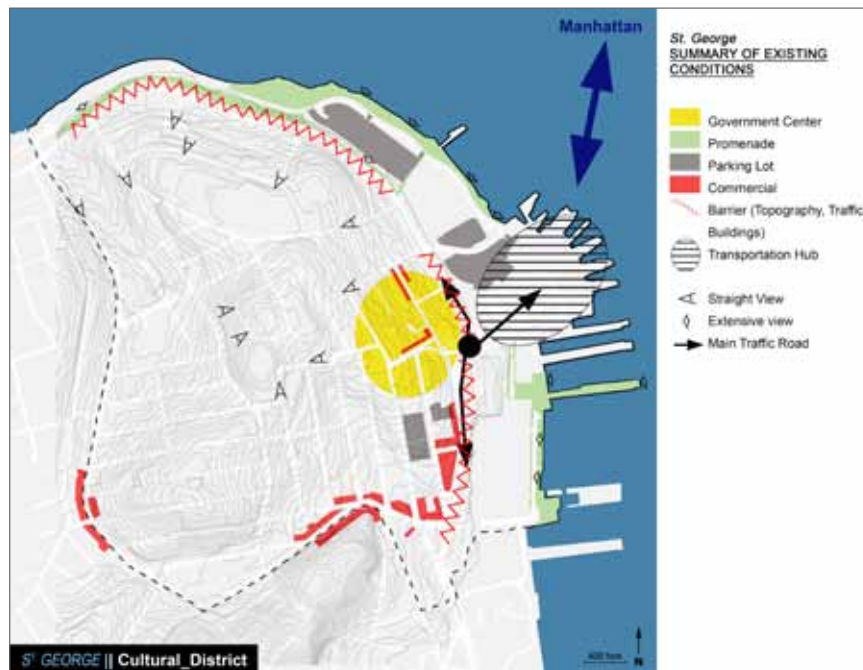 Manhattan
St. George
SUMMARY OF EXISTING
CONDITIONS
Government Center
Promenade
Parking Lot
Commercial
Barrier (Topography, Traffic
Buildings)
Transportation Hub
Straight View
Extensive view
Main Traffic Road
N
Sᵗ GEORGE || Cultural_District